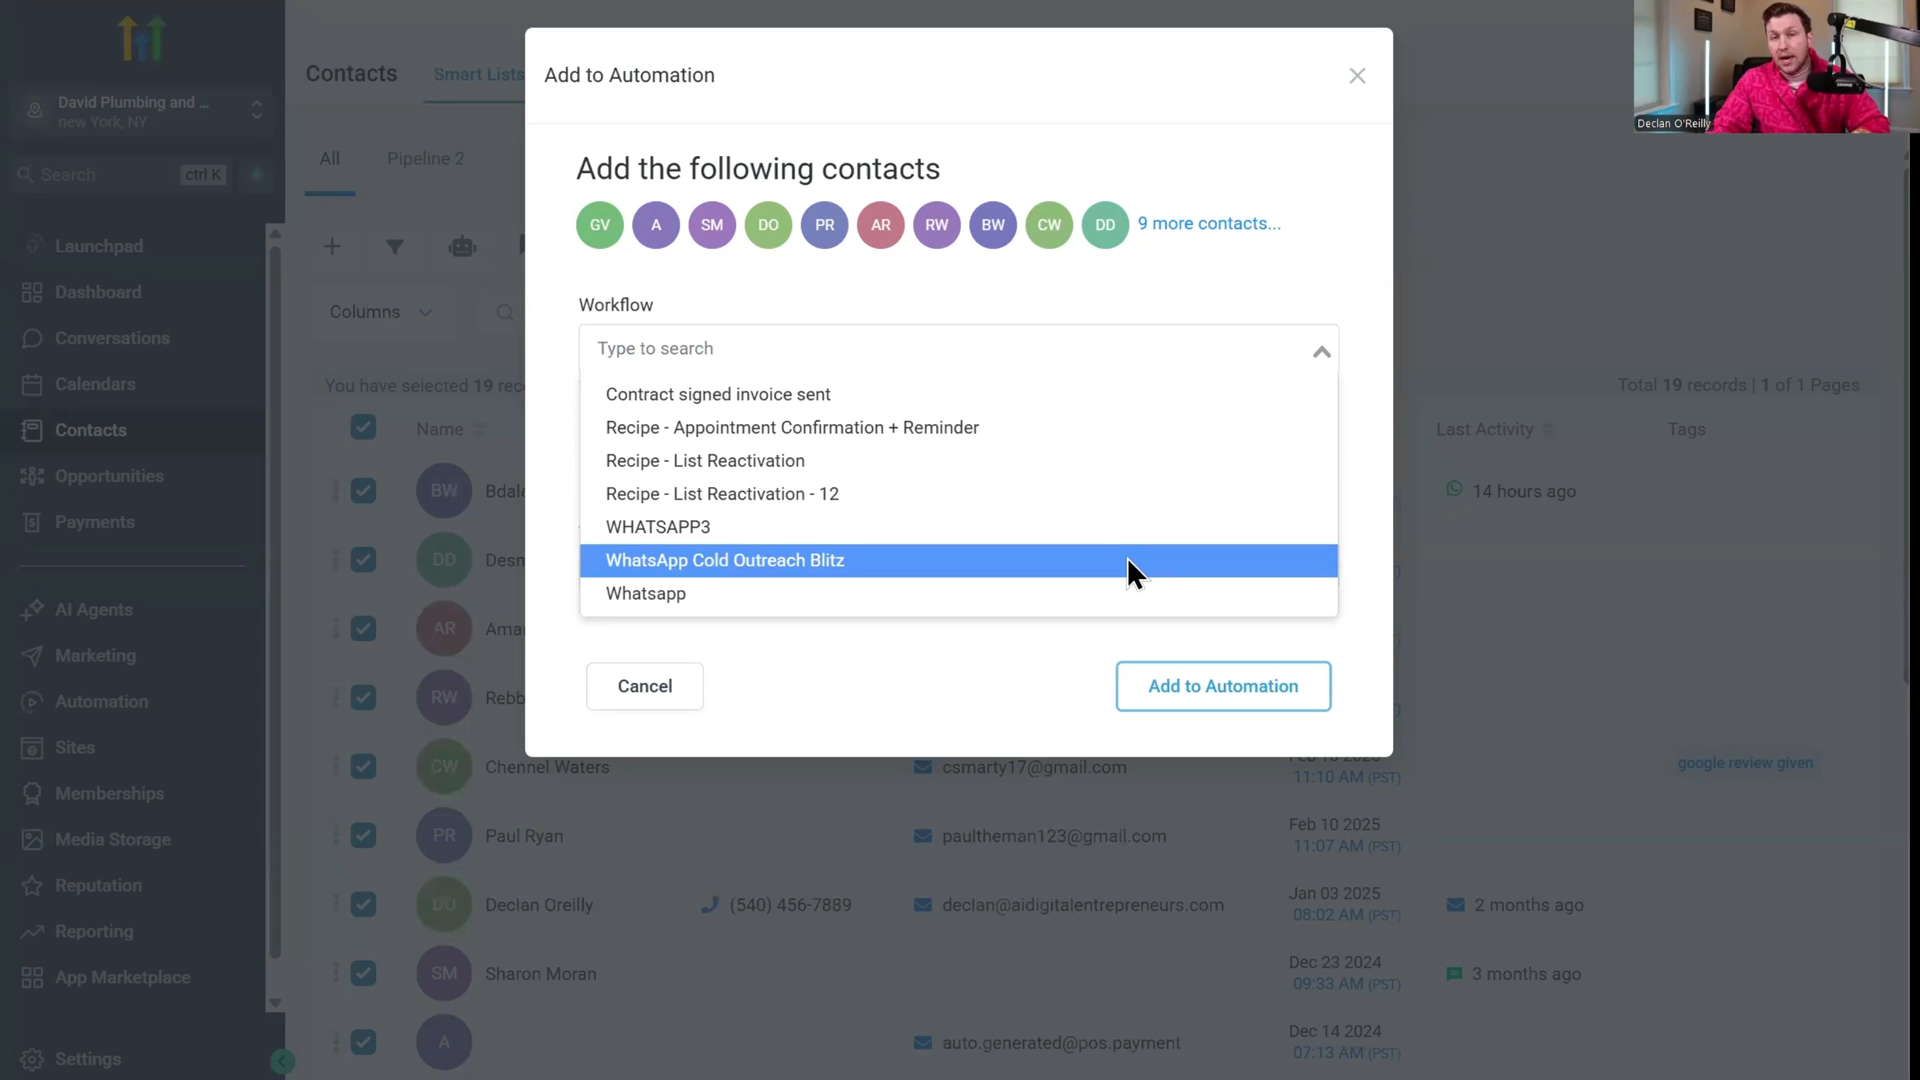 David Plumbing and ...
new York, NY
Search
ctrl K
Launchpad
Dashboard
Conversations
Calendars
Contacts
Opportunities
Payments
AI Agents
Marketing
Automation
Sites
Memberships
Media Storage
Reputation
Reporting
App Marketplace
Settings
Contacts
Smart Lists
All
Pipeline 2
Columns
You have selected 19 rec
Total 19 records | 1 of 1 Pages
Name
Last Activity
Tags
Add to Automation
Add the following contacts
GV
A
SM
DO
PR
AR
RW
BW
CW
DD
9 more contacts...
Workflow
Type to search
Contract signed invoice sent
Recipe - Appointment Confirmation + Reminder
Recipe - List Reactivation
Recipe - List Reactivation - 12
WHATSAPP3
WhatsApp Cold Outreach Blitz
Whatsapp
Cancel
Add to Automation
BW
Bdale
14 hours ago
DD
Desm
AR
Aman
RW
Rebb
CW
Chennel Waters
csmarty17@gmail.com
11:10 AM (PST)
google review given
PR
Paul Ryan
paultheman123@gmail.com
Feb 10 2025
11:07 AM (PST)
DO
Declan Oreilly
(540) 456-7889
declan@aidigitalentrepreneurs.com
Jan 03 2025
08:02 AM (PST)
2 months ago
SM
Sharon Moran
Dec 23 2024
09:33 AM (PST)
3 months ago
A
auto.generated@pos.payment
Dec 14 2024
07:13 AM (PST)
Declan O'Reilly